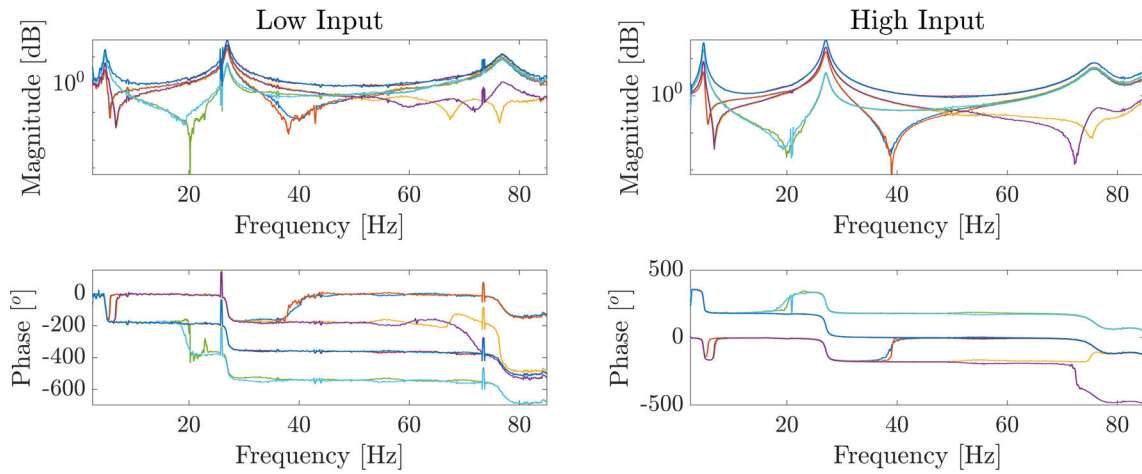 Low Input
High Input
Magnitude [dB]
10^0
20
40
60
80
Frequency [Hz]
Magnitude [dB]
10^0
20
40
60
80
Frequency [Hz]
Phase [^o]
0
-200
-400
-600
20
40
60
80
Frequency [Hz]
Phase [^o]
500
0
-500
20
40
60
80
Frequency [Hz]